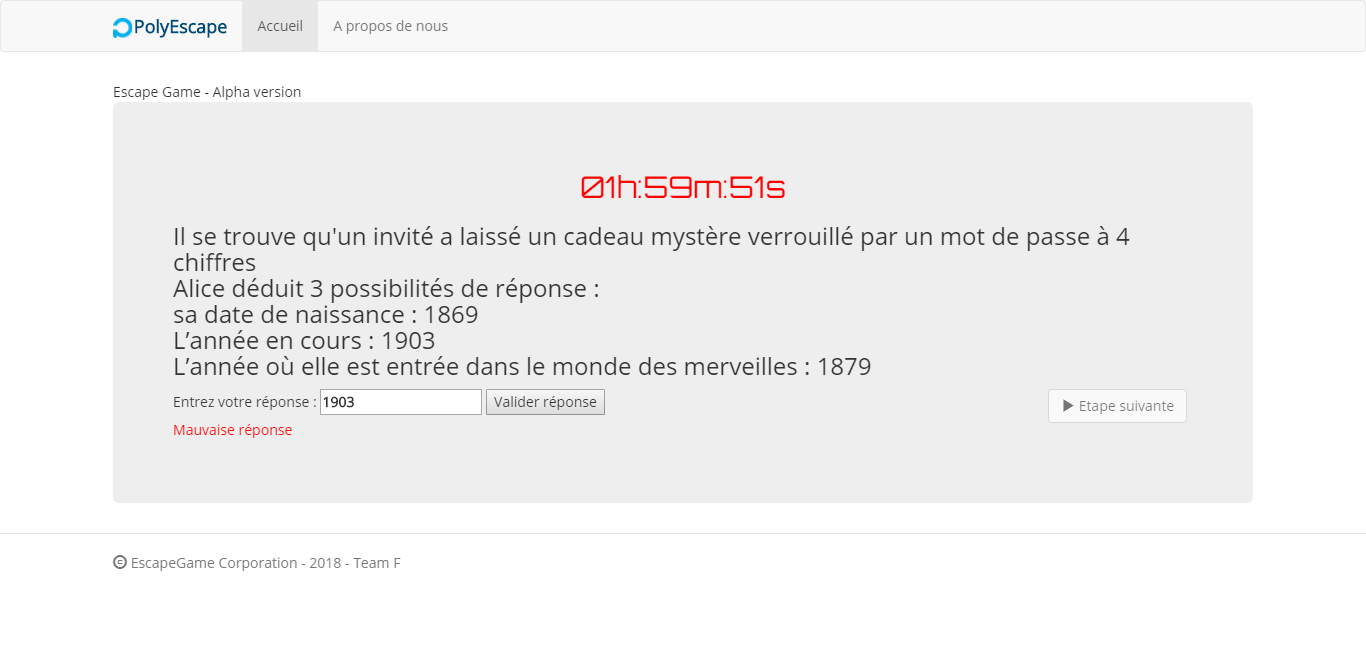 PolyEscape Accueil A propos de nous
Escape Game - Alpha version
01h:59m:51s
Il se trouve qu'un invité a laissé un cadeau mystère verrouillé par un mot de passe à 4
chiffres
Alice déduit 3 possibilités de réponse :
sa date de naissance : 1869
L’année en cours : 1903
L’année où elle est entrée dans le monde des merveilles : 1879
Entrez votre réponse : 1903 Valider réponse Etape suivante
Mauvaise réponse
© EscapeGame Corporation - 2018 - Team F